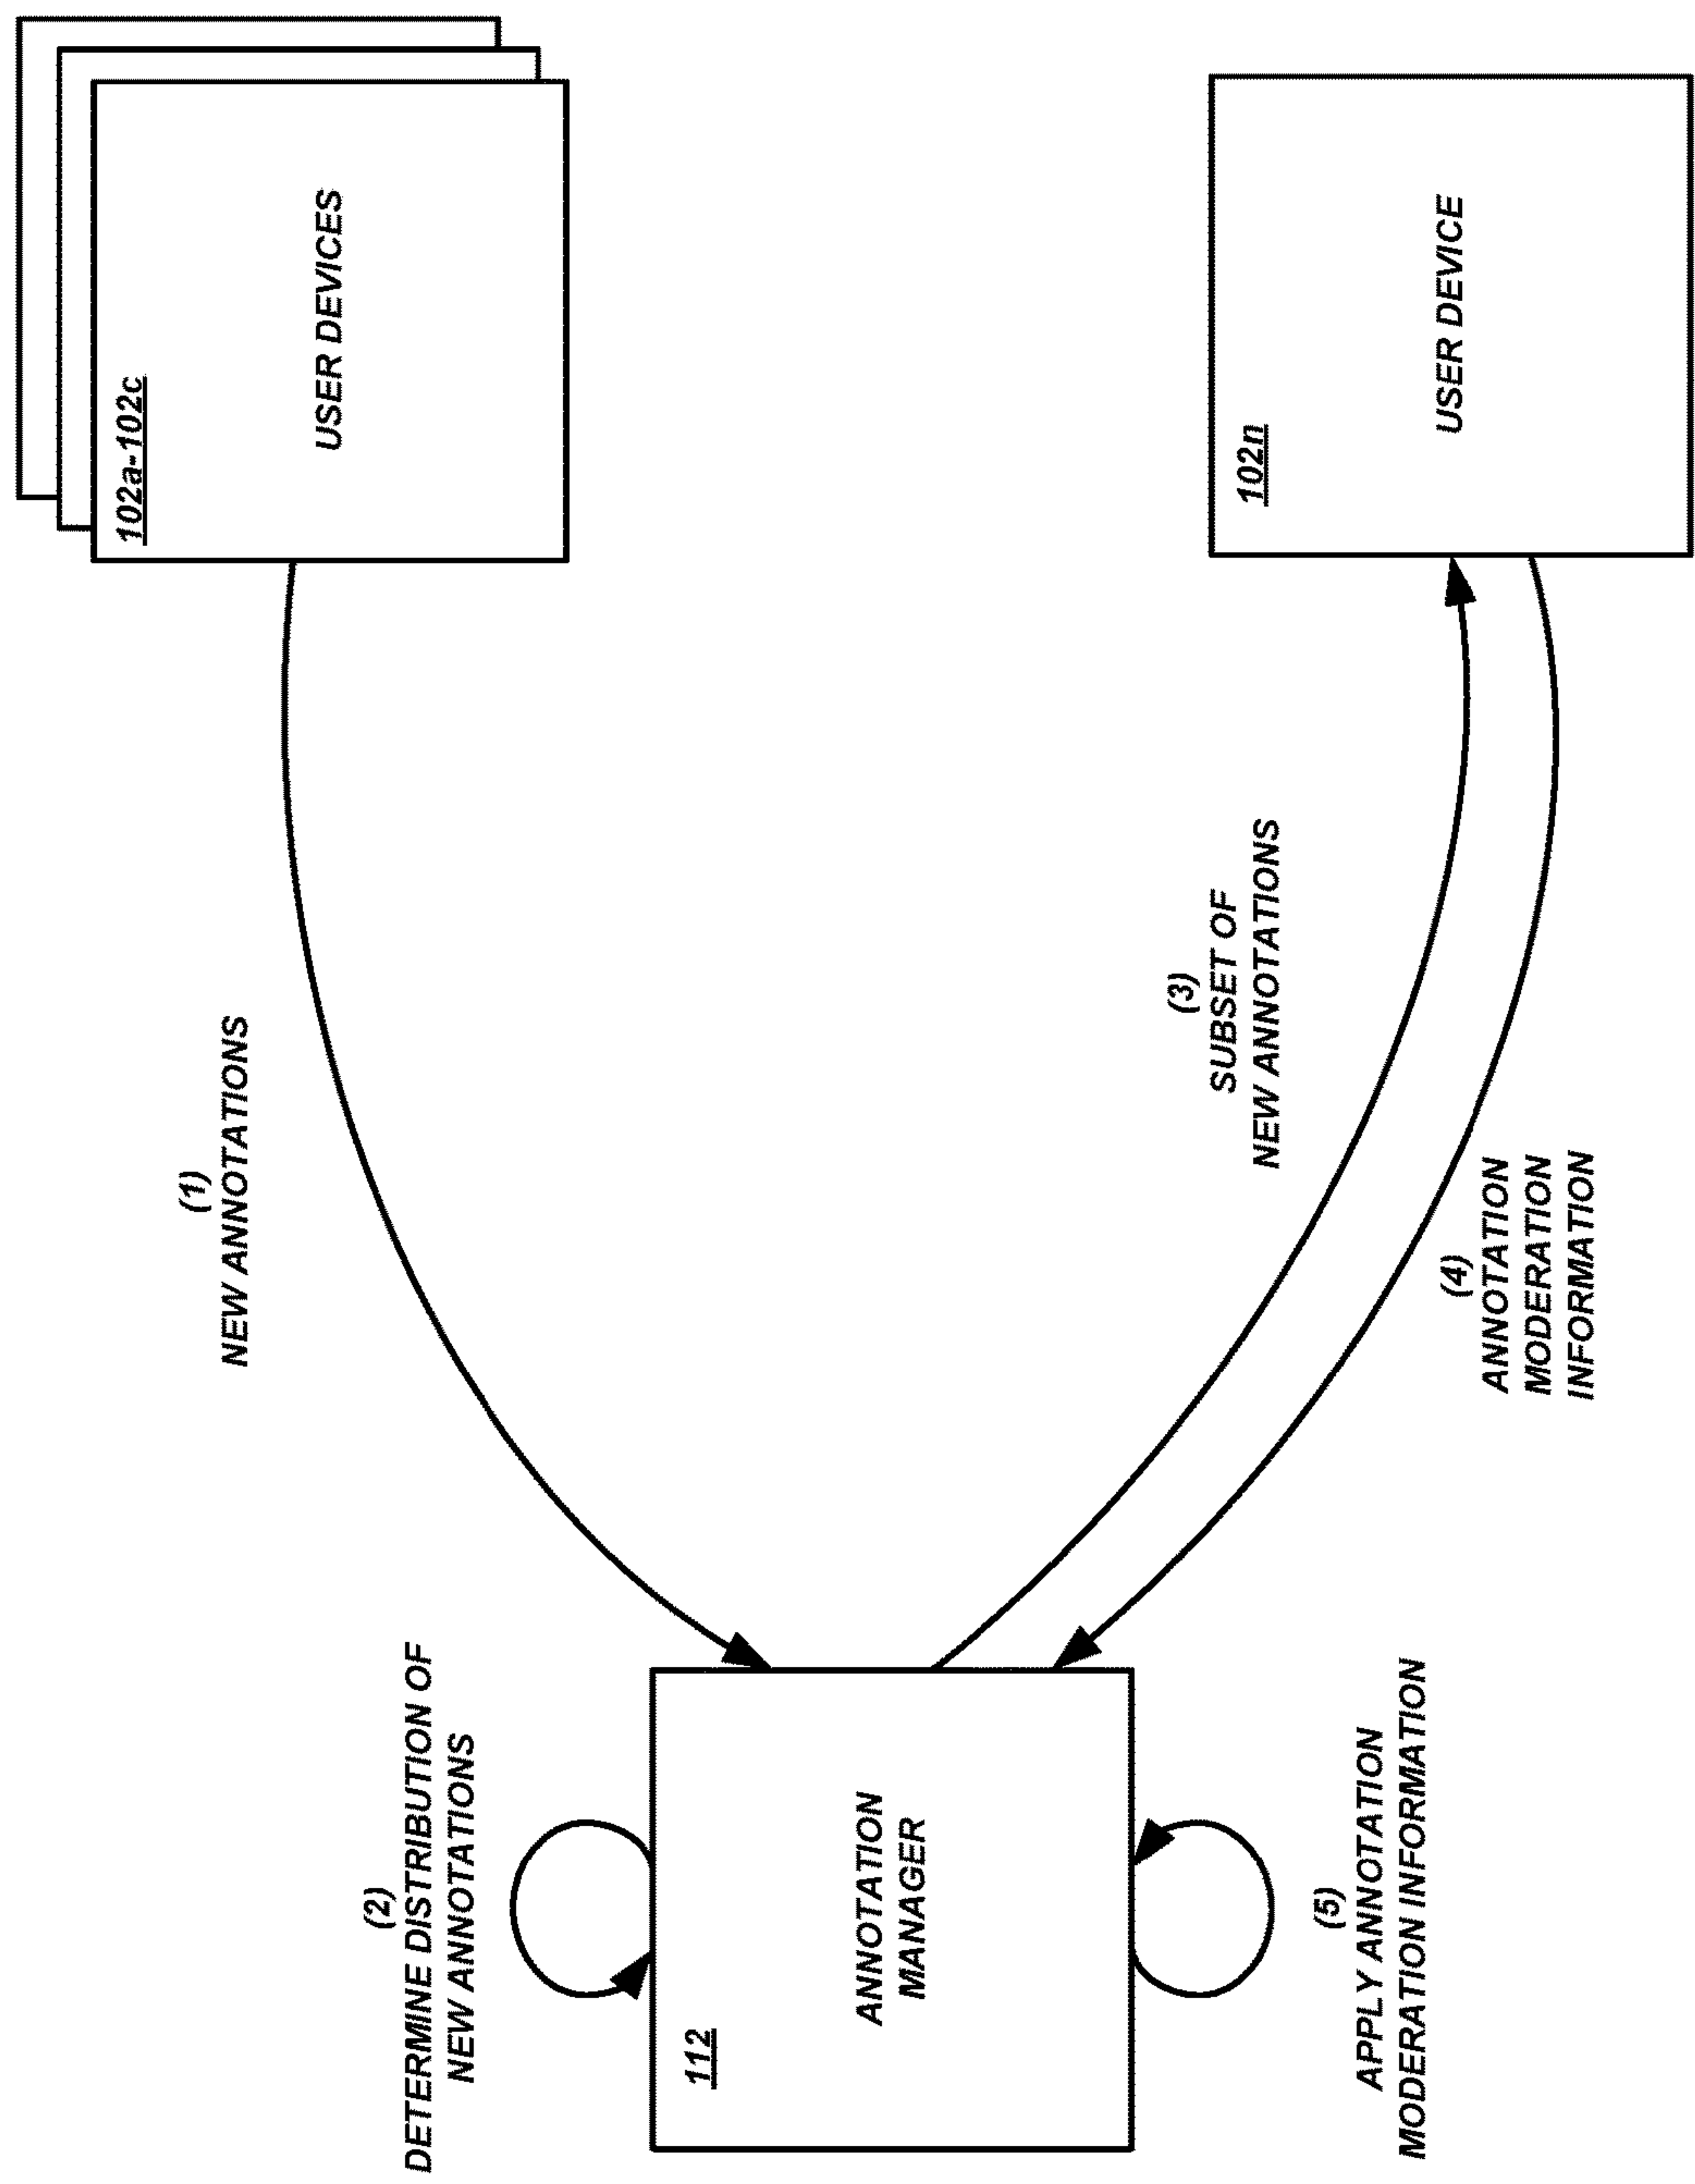 (2)
DETERMINE DISTRIBUTION OF
NEW ANNOTATIONS
(1)
NEW ANNOTATIONS
102a-102c
USER DEVICES
112
ANNOTATION
MANAGER
(3)
SUBSET OF
NEW ANNOTATIONS
102n
USER DEVICE
(4)
ANNOTATION
MODERATION
INFORMATION
(5)
APPLY ANNOTATION
MODERATION INFORMATION